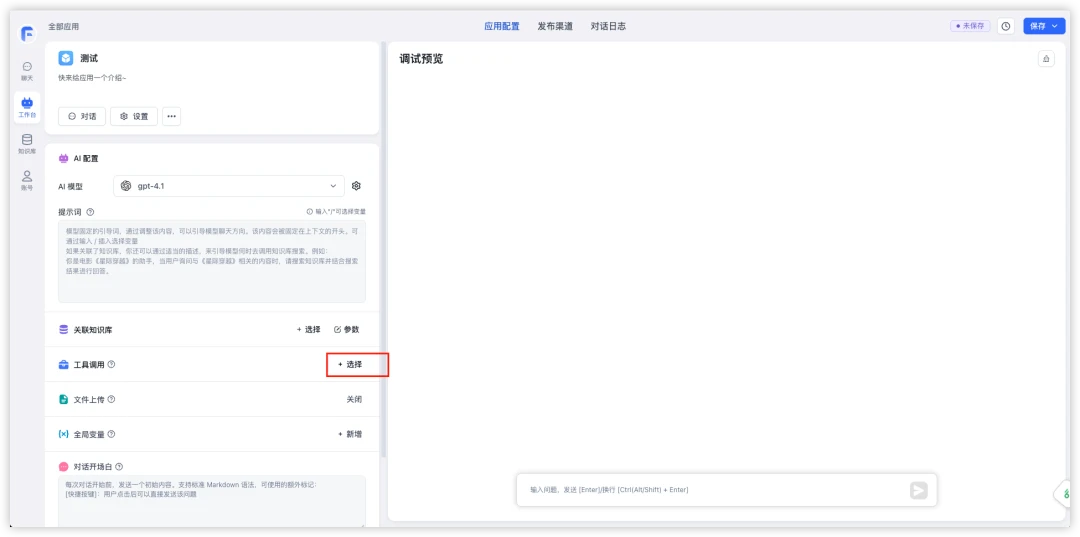 全部应用
应用配置 发布渠道 对话日志
未保存
保存
聊天
工作台
知识库
账号
测试
快来给应用一个介绍~
对话 设置
AI 配置
AI 模型 gpt-4.1
提示词 输入"/"可选择变量
模型固定的引导词，通过调整该内容，可以引导模型聊天方向。该内容会被固定在上下文的开头。可
通过输入 / 插入选择变量
如果关联了知识库，你还可以通过适当的描述，来引导模型何时去调用知识库搜索。例如：
你是电影《星际穿越》的助手，当用户询问与《星际穿越》相关的内容时，请搜索知识库并结合搜索
结果进行回答。
关联知识库 + 选择 参数
工具调用 + 选择
文件上传 关闭
全局变量 + 新增
对话开场白
每次对话开始前，发送一个初始内容。支持标准 Markdown 语法，可使用的额外标记：
[快捷按键]：用户点击后可以直接发送该问题
调试预览
输入问题，发送 [Enter]/换行 [Ctrl(Alt/Shift) + Enter]